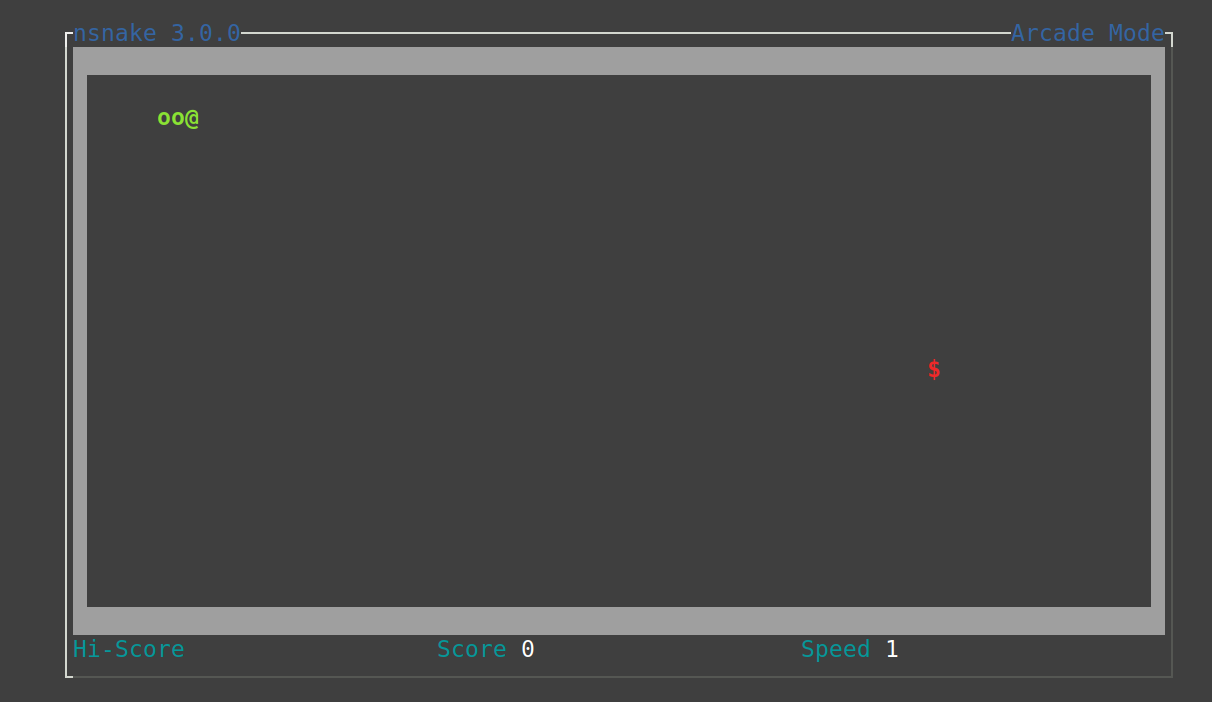 nsnake 3.0.0 Arcade Mode
oo@
$
Hi-Score Score 0 Speed 1